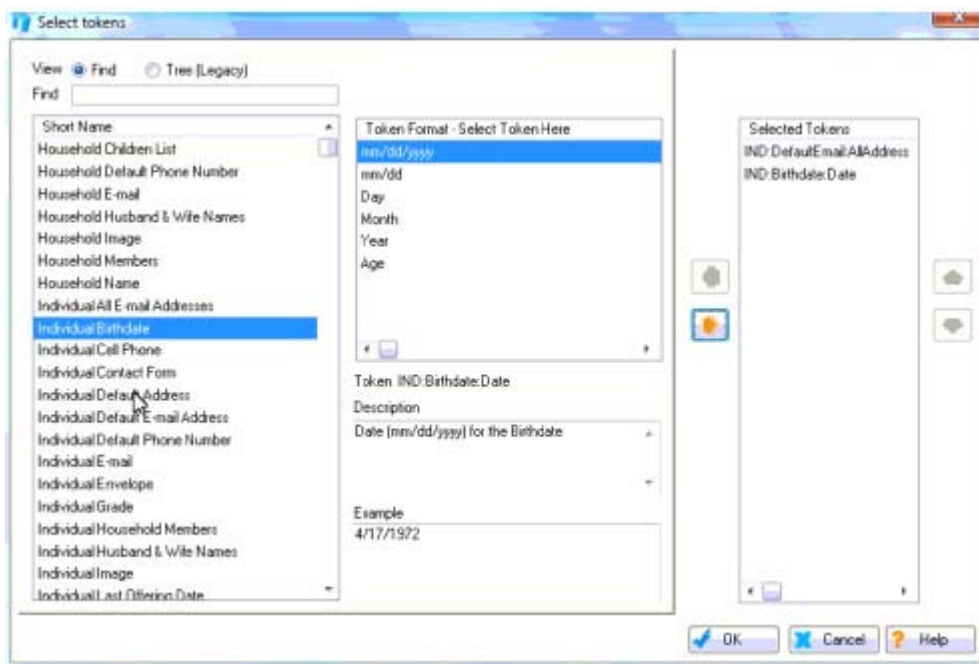 Select tokens
View Find Tree (Legacy)
Find
Short Name
Household Children List
Household Default Phone Number
Household E-mail
Household Husband & Wife Names
Household Image
Household Members
Household Name
Individual All E-mail Addresses
Individual Birthdate
Individual Cell Phone
Individual Contact Form
Individual Default Address
Individual Default E-mail Address
Individual Default Phone Number
Individual E-mail
Individual Envelope
Individual Grade
Individual Household Members
Individual Husband & Wife Names
Individual Image
Individual Last Offering Date
Token Format - Select Token Here
mm/dd/yyyy
mm/dd
Day
Month
Year
Age
Token IND:Birthdate:Date
Description
Date (mm/dd/yyyy) for the Birthdate
Example
4/17/1972
Selected Tokens
IND:DefaultEmail:AllAddress
IND:Birthdate:Date
OK Cancel Help